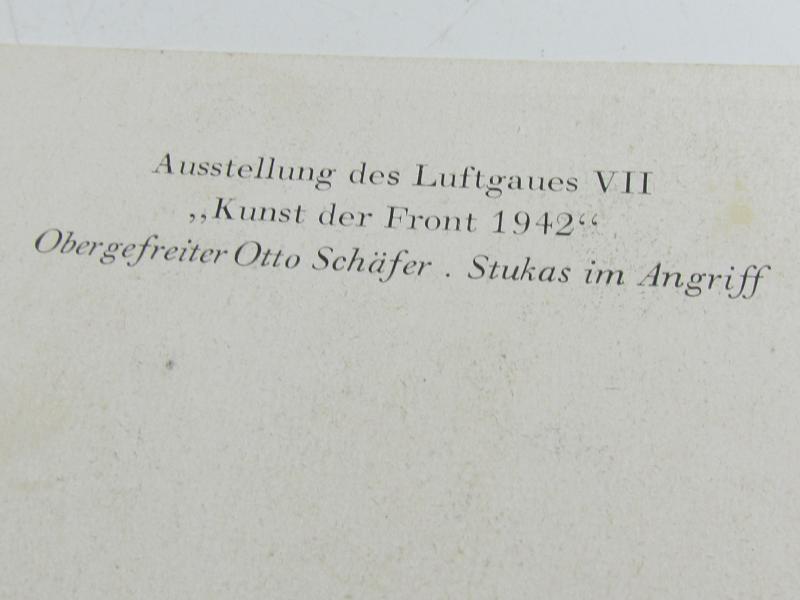 Ausstellung des Luftgaues VII
„Kunst der Front 1942“
Obergefreiter Otto Schäfer . Stukas im Angriff